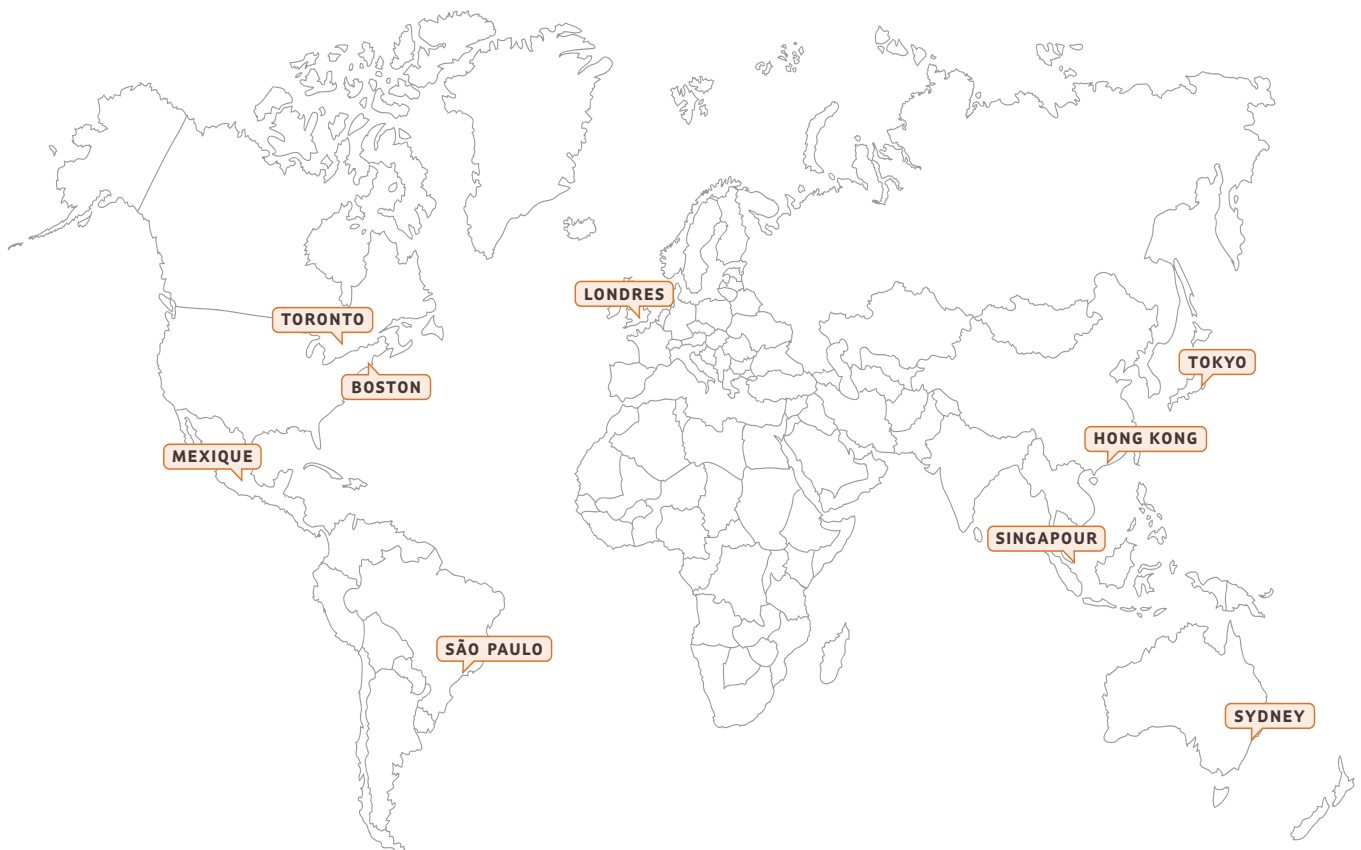 LONDRES
TORONTO
TOKYO
BOSTON
HONG KONG
MEXIQUE
SINGAPOUR
SÃO PAULO
SYDNEY